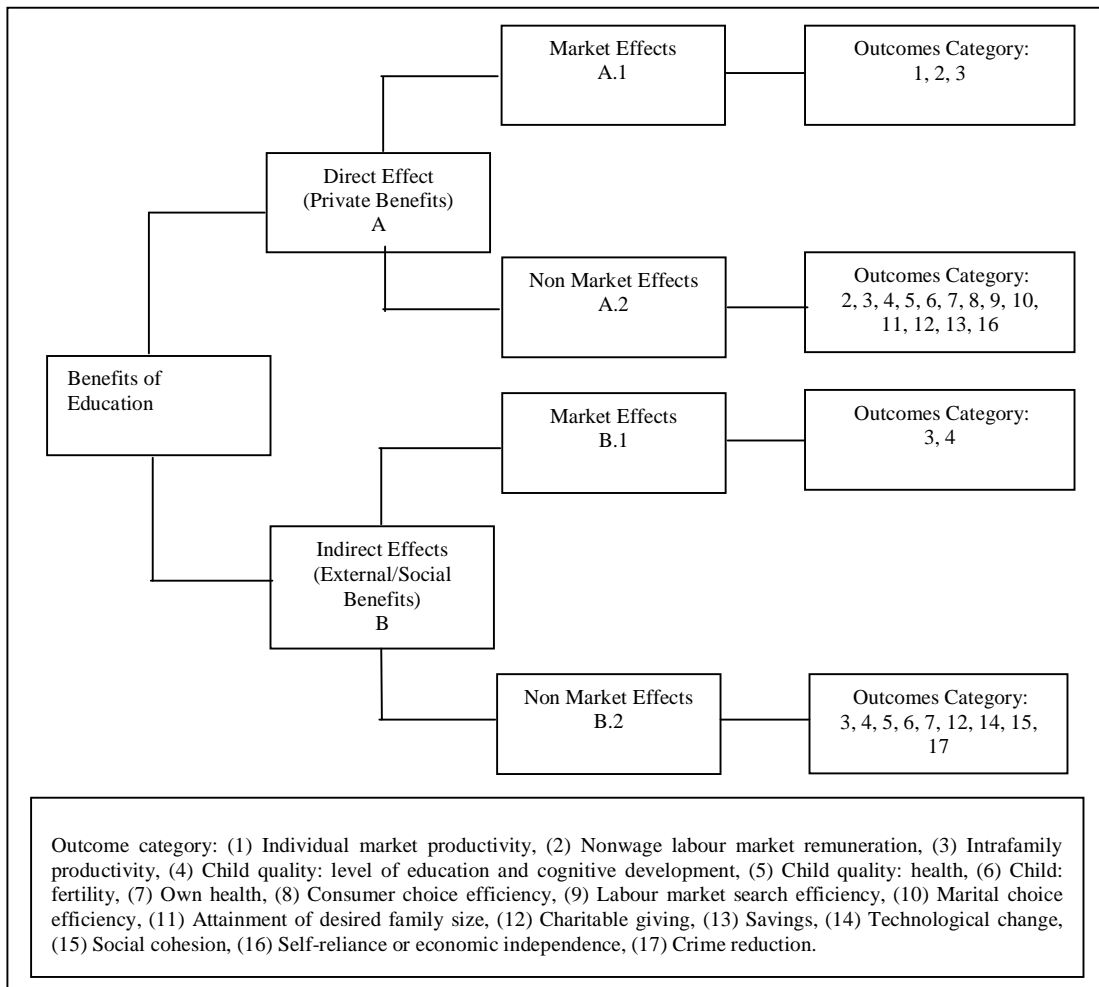 Market Effects
A.1
Outcomes Category:
1, 2, 3
Direct Effect
(Private Benefits)
A
Non Market Effects
A.2
Outcomes Category:
2, 3, 4, 5, 6, 7, 8, 9, 10,
11, 12, 13, 16
Benefits of
Education
Market Effects
B.1
Outcomes Category:
3, 4
Indirect Effects
(External/Social
Benefits)
B
Non Market Effects
B.2
Outcomes Category:
3, 4, 5, 6, 7, 12, 14, 15,
17
Outcome category: (1) Individual market productivity, (2) Nonwage labour market remuneration, (3) Intrafamily
productivity, (4) Child quality: level of education and cognitive development, (5) Child quality: health, (6) Child:
fertility, (7) Own health, (8) Consumer choice efficiency, (9) Labour market search efficiency, (10) Marital choice
efficiency, (11) Attainment of desired family size, (12) Charitable giving, (13) Savings, (14) Technological change,
(15) Social cohesion, (16) Self-reliance or economic independence, (17) Crime reduction.